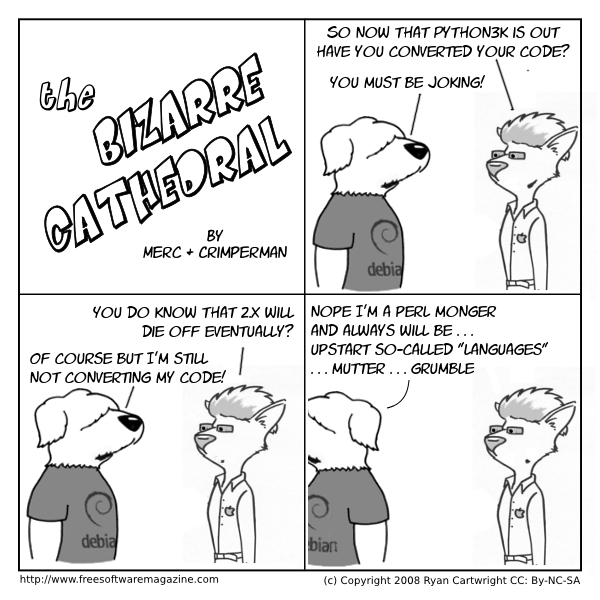 the
BIZARRE
CATHEDRAL
BY
MERC + CRIMPERMAN
SO NOW THAT PYTHON3K IS OUT
HAVE YOU CONVERTED YOUR CODE?
YOU MUST BE JOKING!
debia
YOU DO KNOW THAT 2.X WILL
DIE OFF EVENTUALLY?
OF COURSE BUT I'M STILL
NOT CONVERTING MY CODE!
debia
NOPE I'M A PERL MONGER
AND ALWAYS WILL BE . . .
UPSTART SO-CALLED "LANGUAGES"
. . . MUTTER . . . GRUMBLE
ebian
http://www.freesoftwaremagazine.com
(c) Copyright 2008 Ryan Cartwright CC: By-NC-SA